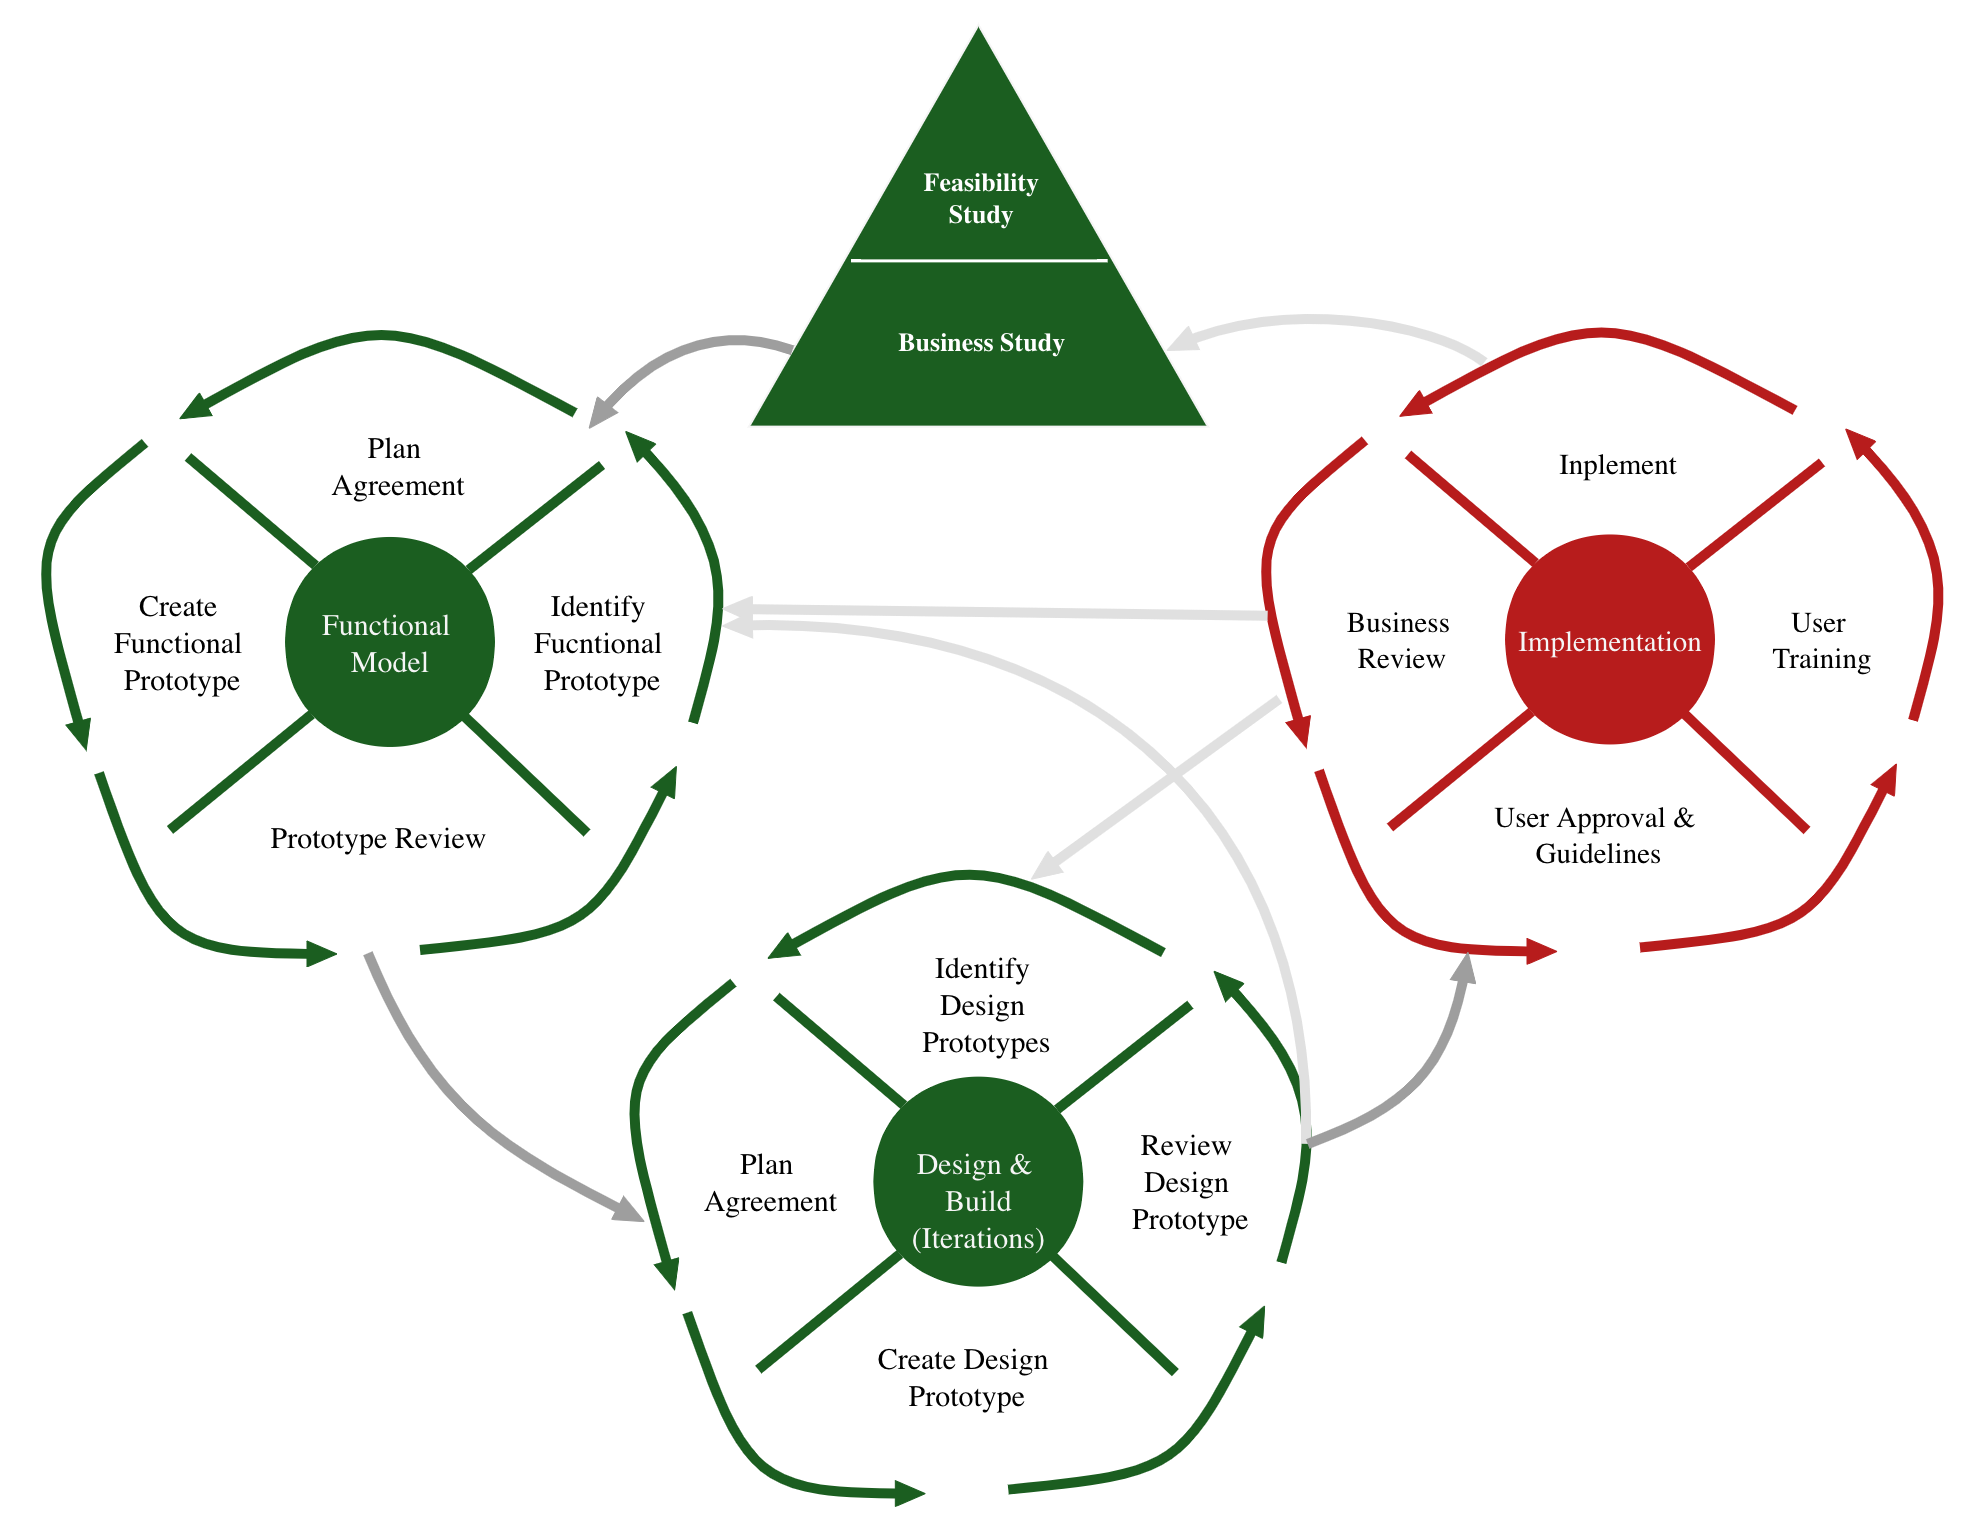 Feasibility
Study
Business Study
Plan
Agreement
Create
Functional
Prototype
Functional
Model
Identify
Fucntional
Prototype
Prototype Review
Inplement
Business
Review
Implementation
User
Training
User Approval &
Guidelines
Identify
Design
Prototypes
Plan
Agreement
Design &
Build
(Iterations)
Review
Design
Prototype
Create Design
Prototype